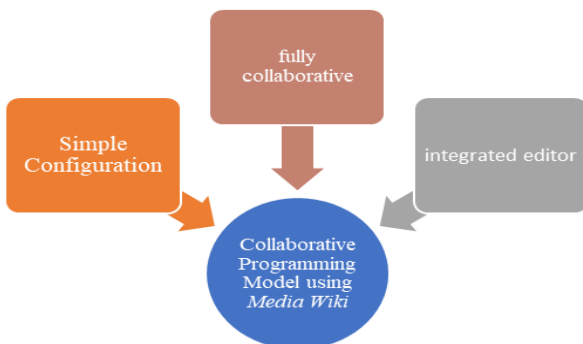 fully
collaborative
Simple
Configuration
integrated editor
Collaborative
Programming
Model using
Media Wiki